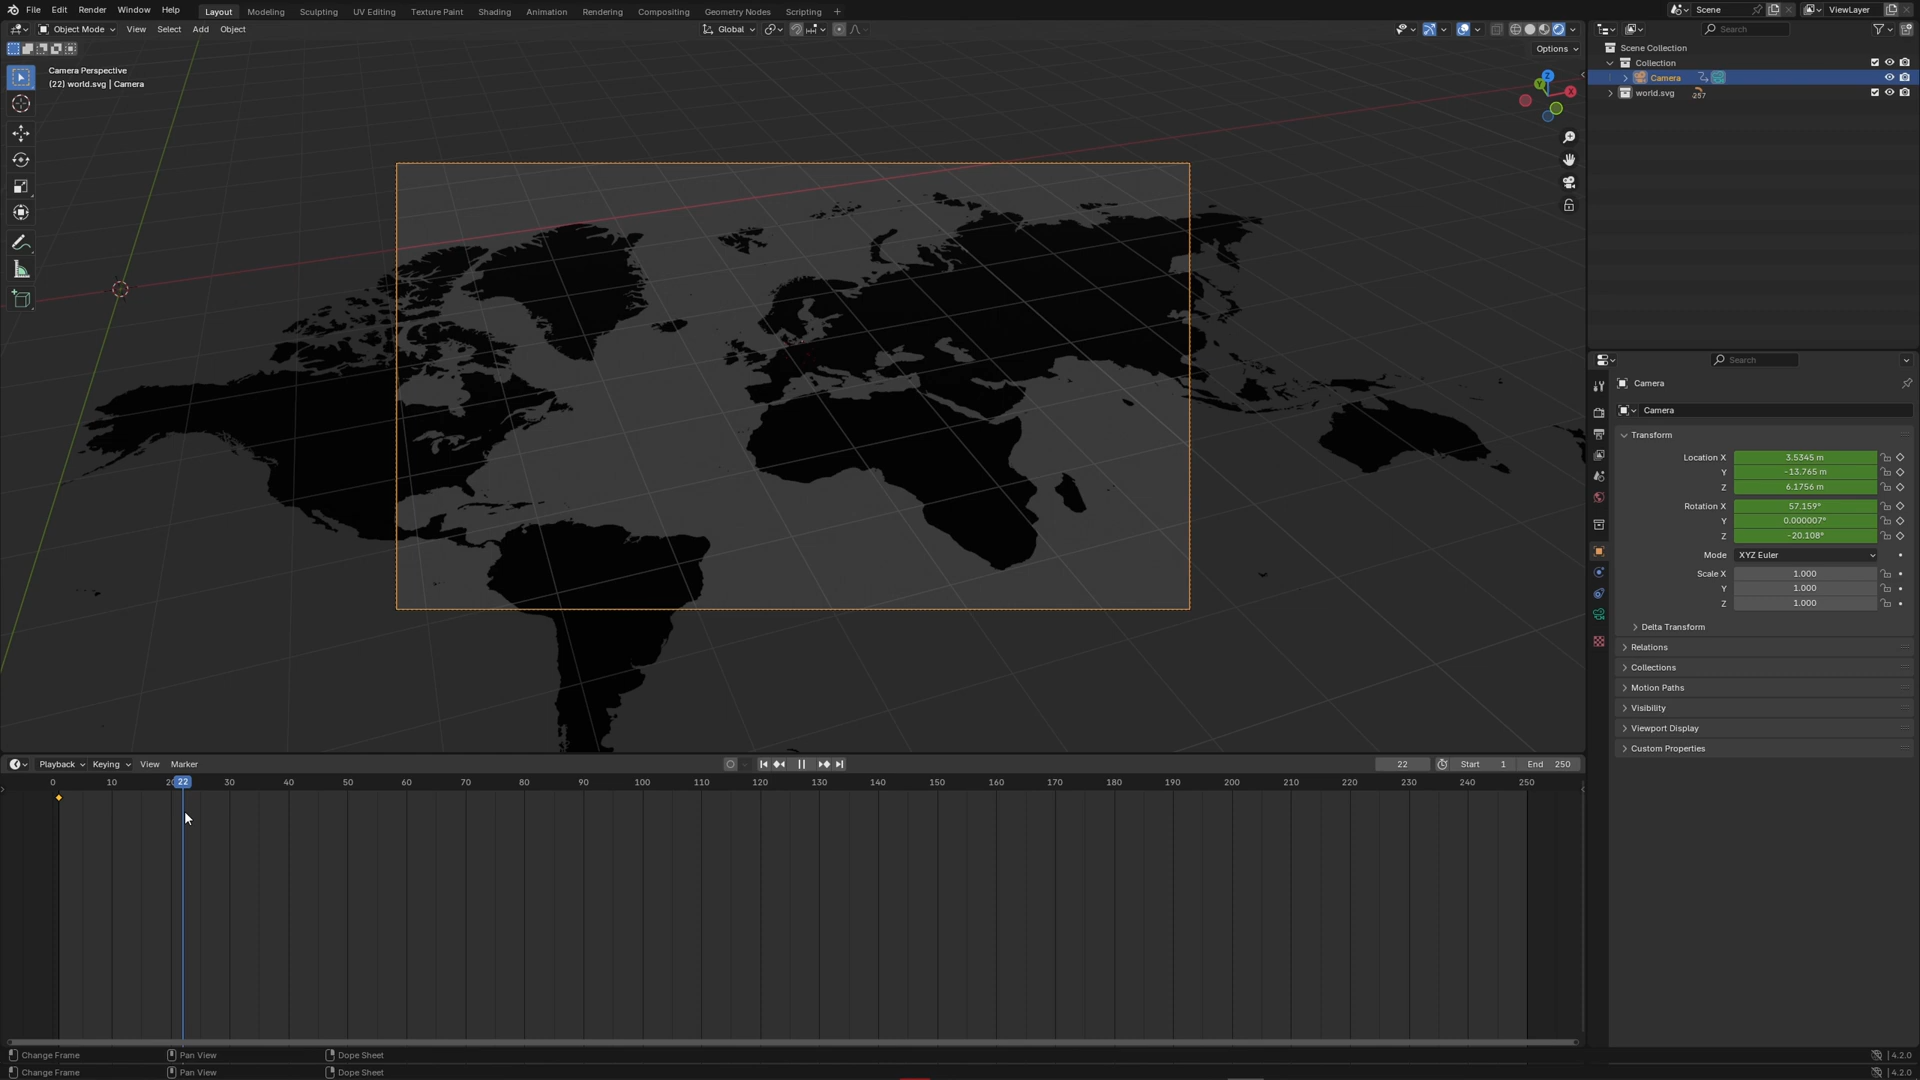 File Edit Render Window Help Layout Modeling Sculpting UV Editing Texture Paint Shading Animation Rendering Compositing Geometry Nodes Scripting + Scene ViewLayer
Object Mode View Select Add Object Global Search
Options
Camera Perspective
(22) world.svg | Camera
Z
Y
X
Scene Collection
Collection
Camera
world.svg 257
Search
Camera
Camera
Transform
Location X 3.5345 m
Y -13.765 m
Z 6.1756 m
Rotation X 57.159°
Y 0.000007°
Z -20.108°
Mode XYZ Euler
Scale X 1.000
Y 1.000
Z 1.000
Delta Transform
Relations
Collections
Motion Paths
Visibility
Viewport Display
Custom Properties
Playback Keying View Marker 22 Start 1 End 250
0 10 22 30 40 50 60 70 80 90 100 110 120 130 140 150 160 170 180 190 200 210 220 230 240 250
Change Frame Pan View Dope Sheet 4.2.0
Change Frame Pan View Dope Sheet 4.2.0